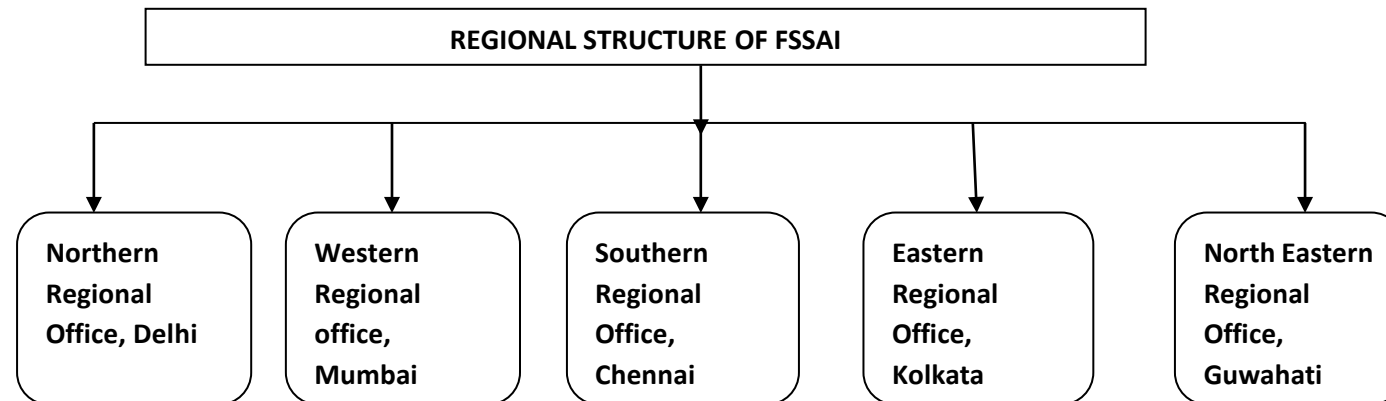 REGIONAL STRUCTURE OF FSSAI
Northern
Regional
Office, Delhi
Western
Regional
office,
Mumbai
Southern
Regional
Office,
Chennai
Eastern
Regional
Office,
Kolkata
North Eastern
Regional
Office,
Guwahati